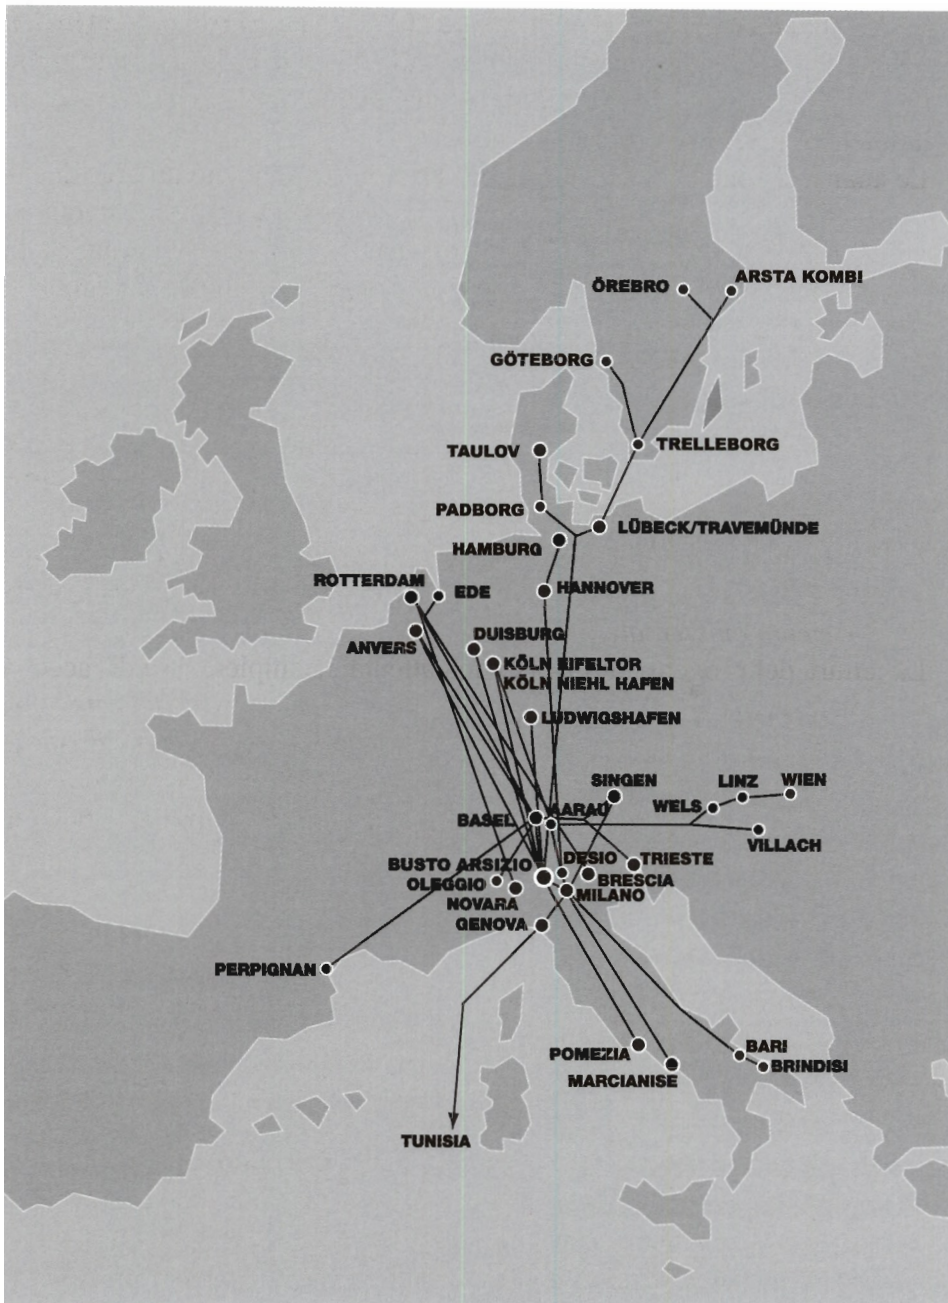 ARSTA KOMBI
ÖREBRO
GÖTEBORG
TRELLEBORG
TAULOV
PADBORG
LÜBECK/TRAVEMÜNDE
HAMBURG
ROTTERDAM
EDE
HANNOVER
ANVERS
DUISBURG
KÖLN EIFELTOR
KÖLN NIEHL HAFEN
LUDWIGSHAFEN
SINGEN
LINZ
WIEN
WELS
BASEL
AARAU
VILLACH
BUSTO ARSIZIO
DESIO
TRIESTE
OLEGGIO
BRESCIA
NOVARA
MILANO
GENOVA
PERPIGNAN
POMEZIA
BARI
MARCIANISE
BRINDISI
TUNISIA